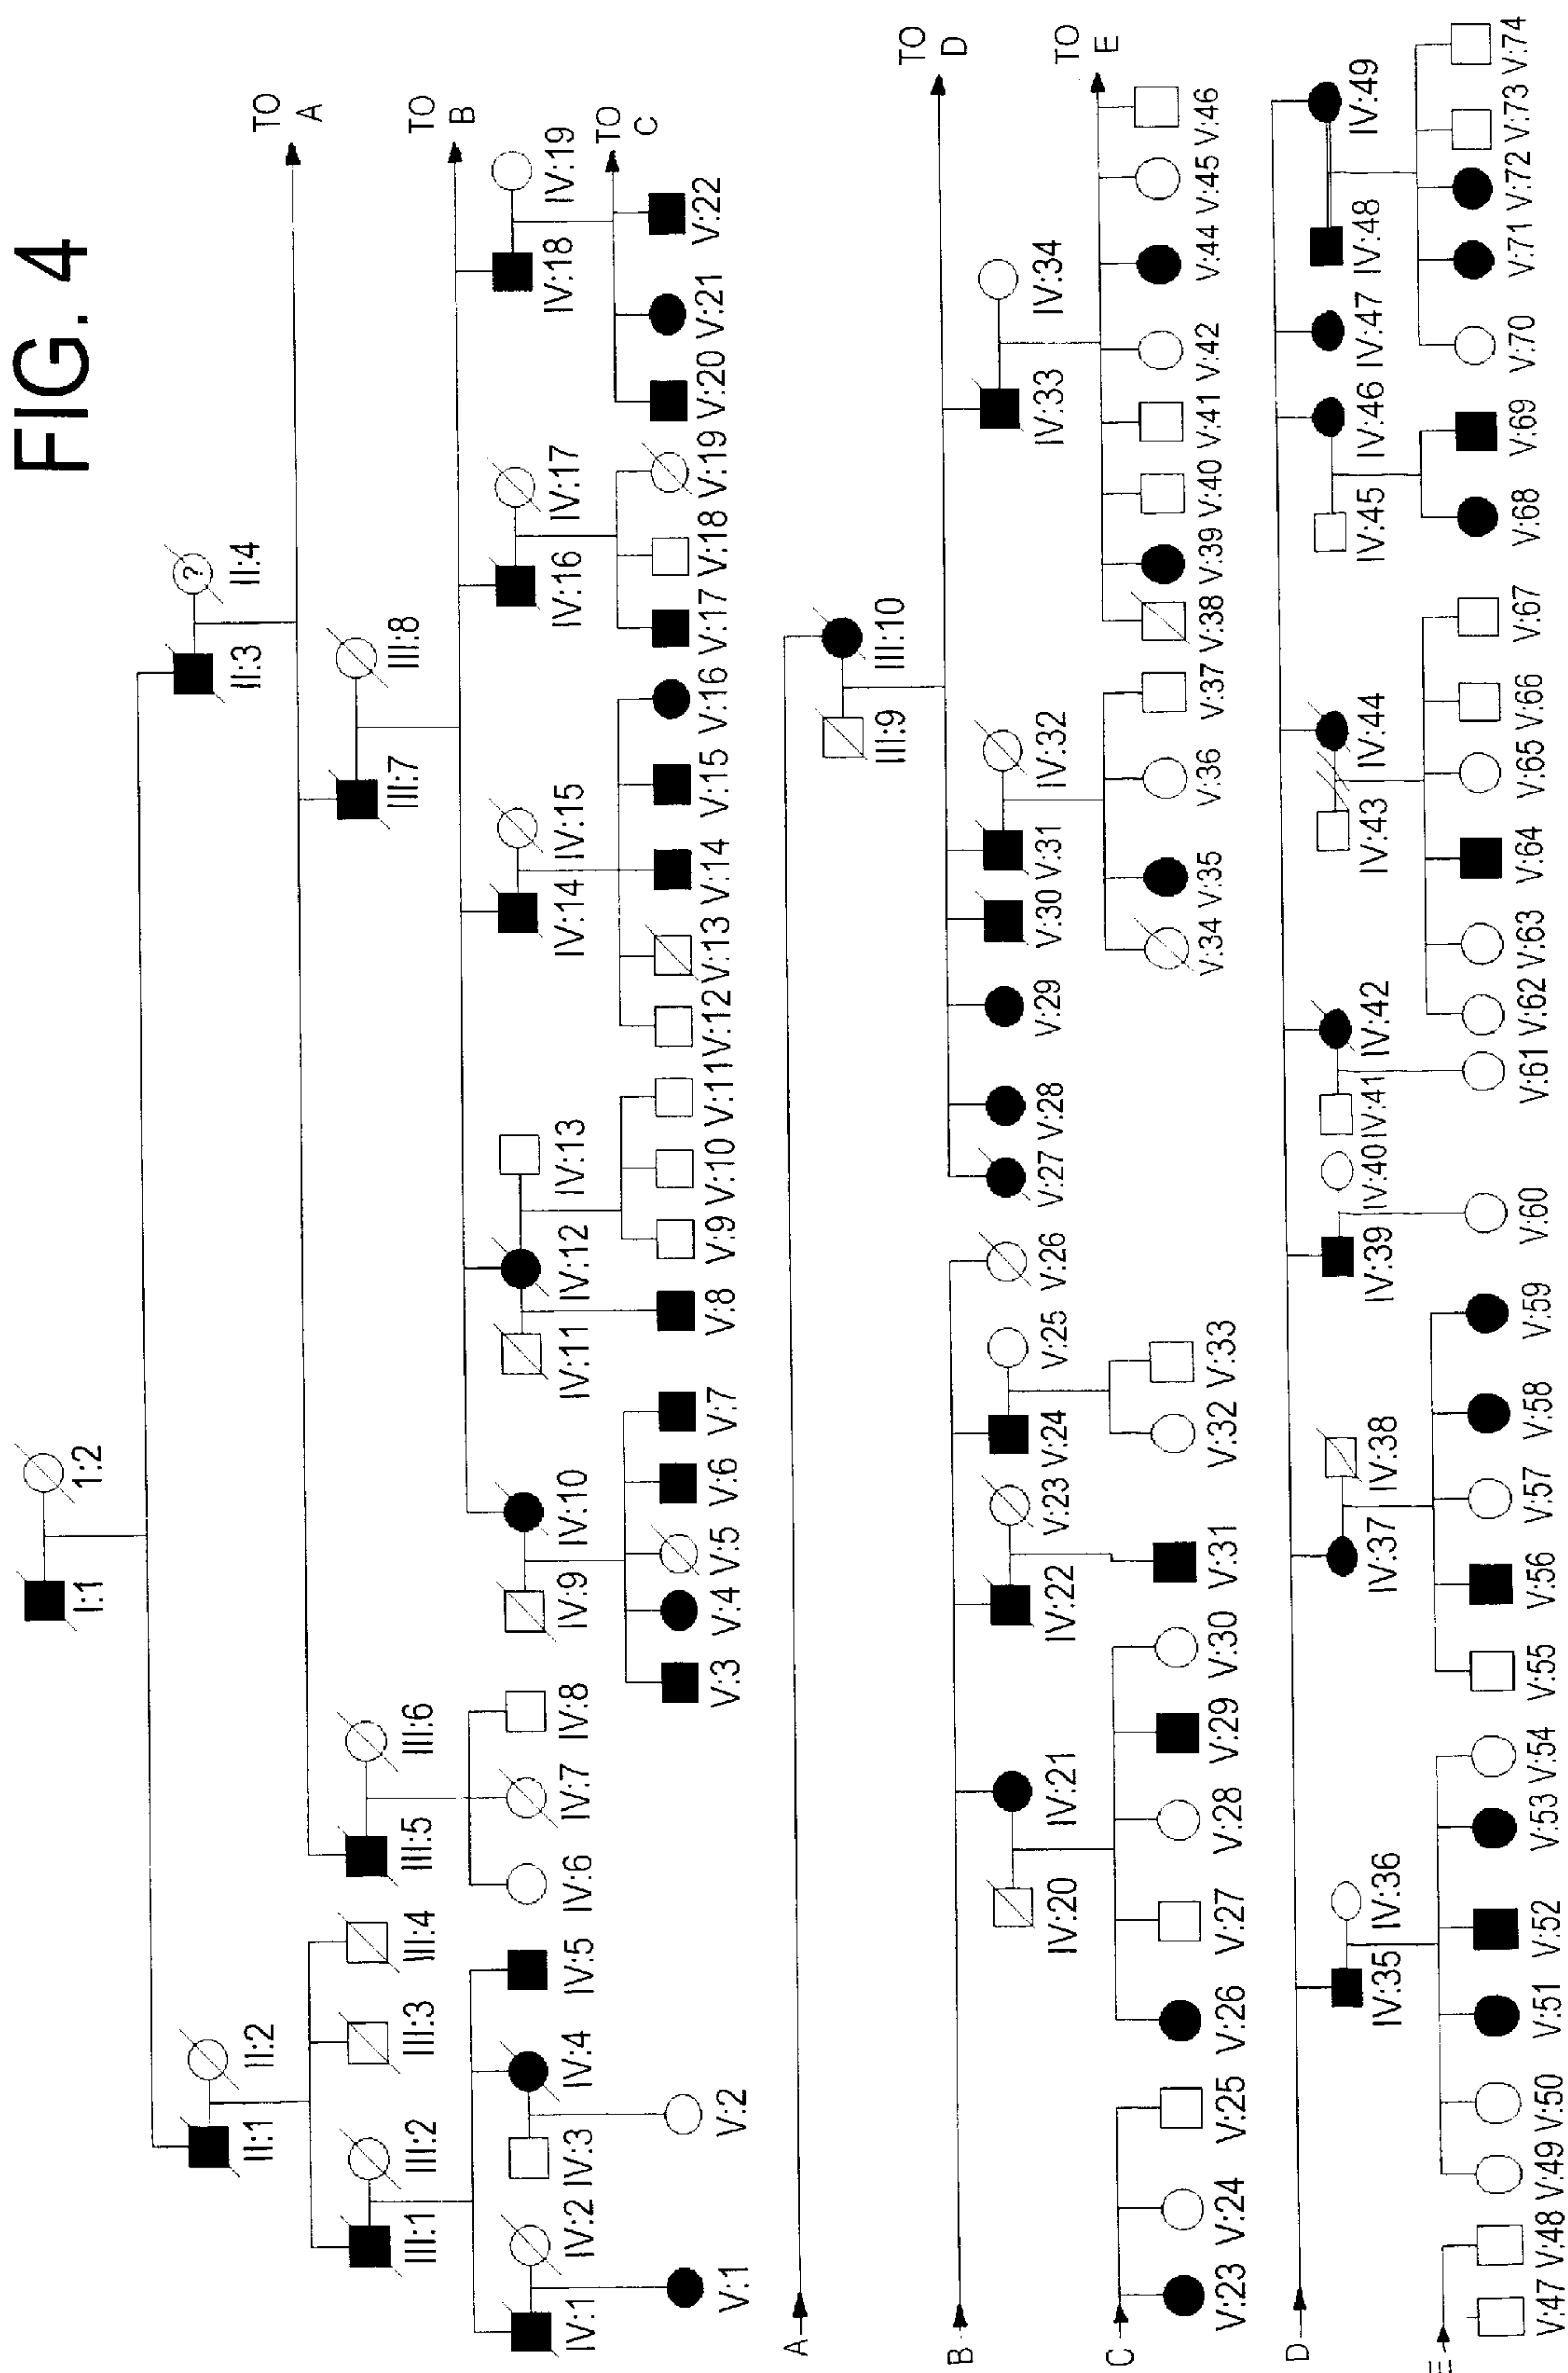 FIG. 4
I:1 1:2
II:1 II:2 II:3 ? II:4
TO A
III:1 III:2 III:3 III:4 III:5 III:6 III:7 III:8
TO B
IV:1 IV:2 IV:3 IV:4 IV:5 IV:6 IV:7 IV:8 IV:9 IV:10 IV:11 IV:12 IV:13 IV:14 IV:15 IV:16 IV:17 IV:18 IV:19
TO C
V:1 V:2 V:3 V:4 V:5 V:6 V:7 V:8 V:9 V:10 V:11 V:12 V:13 V:14 V:15 V:16 V:17 V:18 V:19 V:20 V:21 V:22
A
III:9 III:10
B
TO D
IV:20 IV:21 IV:22 V:23 V:24 V:25 V:26 V:27 V:28 V:29 V:30 V:31 IV:32 IV:33 IV:34
C
TO E
V:23 V:24 V:25 V:26 V:27 V:28 V:29 V:30 V:31 V:32 V:33 V:34 V:35 V:36 V:37 V:38 V:39 V:40 V:41 V:42 V:44 V:45 V:46
D
IV:35 IV:36 IV:37 IV:38 IV:39 IV:40 IV:41 IV:42 IV:43 IV:44 IV:45 IV:46 IV:47 IV:48 IV:49
E
V:47 V:48 V:49 V:50 V:51 V:52 V:53 V:54 V:55 V:56 V:57 V:58 V:59 V:60 V:61 V:62 V:63 V:64 V:65 V:66 V:67 V:68 V:69 V:70 V:71 V:72 V:73 V:74